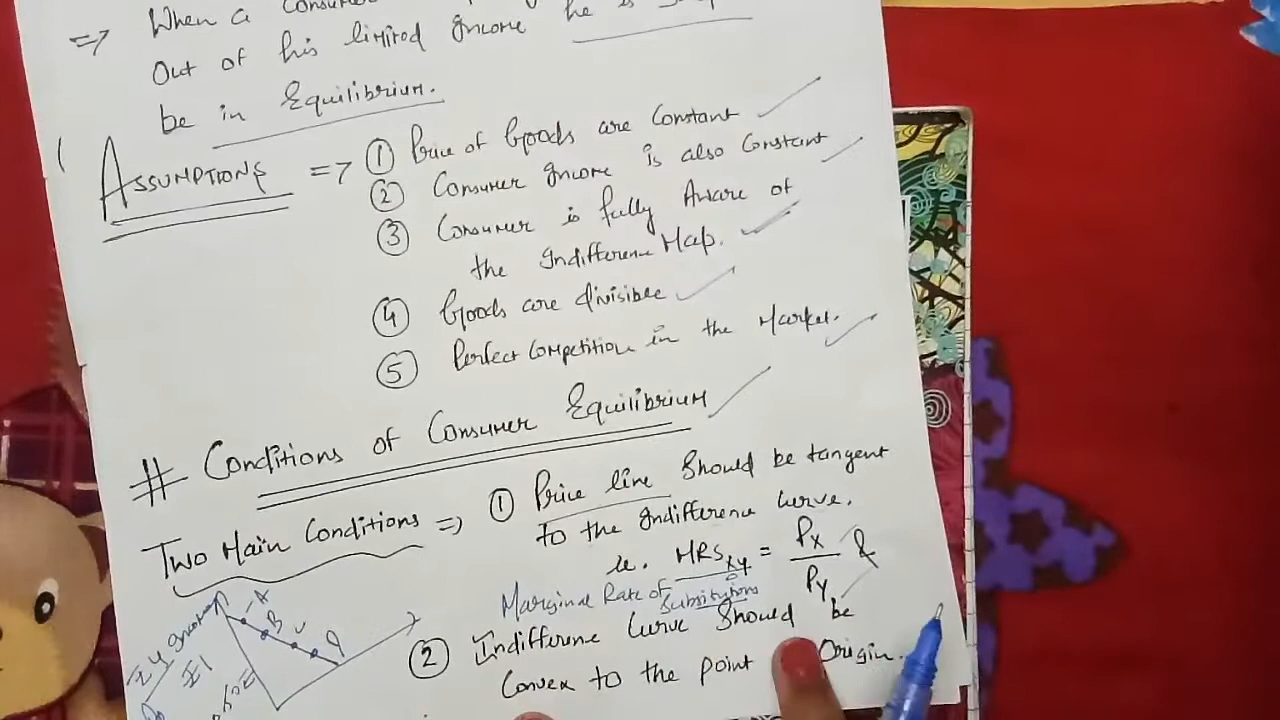 => When a Consumer
Out of his limited Income he is
be in Equilibrium.
ASSUMPTIONS => ① Price of Goods are Constant
② Consumer Income is also Constant
③ Consumer is fully Aware of
the Indifference Map.
④ Goods are divisible
⑤ Perfect Competition in the Market.
# Conditions of Consumer Equilibrium
Two Main Conditions => ① Price line Should be tangent
to the Indifference Curve.
i.e. MRSxy = Px / Py &
Marginal Rate of Substitutions
② Indifference Curve Should be
Convex to the point Origin.
A
B
C